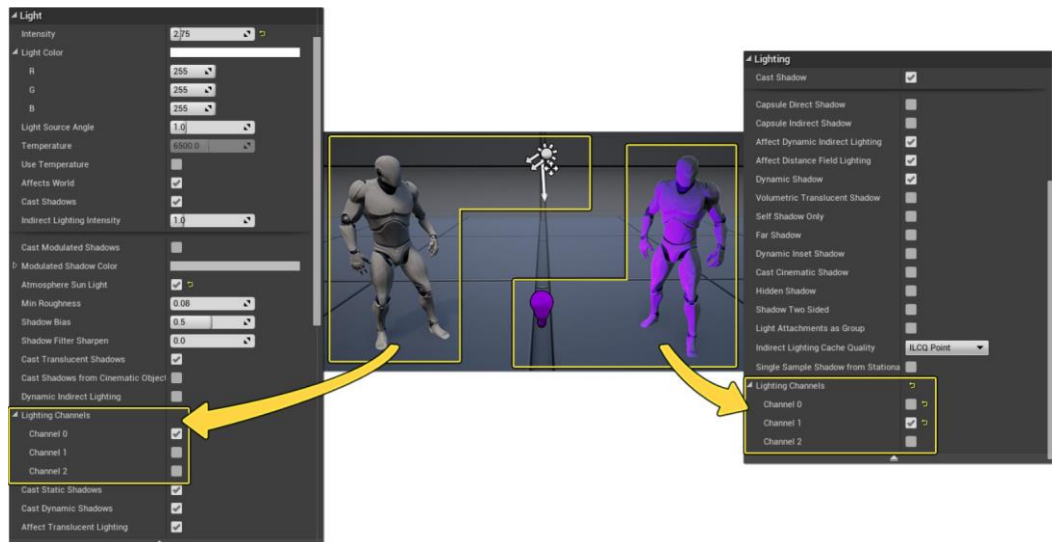 Light
Intensity 2.75
Light Color
R 255
G 255
B 255
Light Source Angle 1.0
Temperature 6500.0
Use Temperature
Affects World
Cast Shadows
Indirect Lighting Intensity 1.0
Cast Modulated Shadows
Modulated Shadow Color
Atmosphere Sun Light
Min Roughness 0.08
Shadow Bias 0.5
Shadow Filter Sharpen 0.0
Cast Translucent Shadows
Cast Shadows from Cinematic Object
Dynamic Indirect Lighting
Lighting Channels
Channel 0
Channel 1
Channel 2
Cast Static Shadows
Cast Dynamic Shadows
Affect Translucent Lighting
Lighting
Cast Shadow
Capsule Direct Shadow
Capsule Indirect Shadow
Affect Dynamic Indirect Lighting
Affect Distance Field Lighting
Dynamic Shadow
Volumetric Translucent Shadow
Self Shadow Only
Far Shadow
Dynamic Inset Shadow
Cast Cinematic Shadow
Hidden Shadow
Shadow Two Sided
Light Attachments as Group
Indirect Lighting Cache Quality ILCQ Point
Single Sample Shadow from Stationa
Lighting Channels
Channel 0
Channel 1
Channel 2